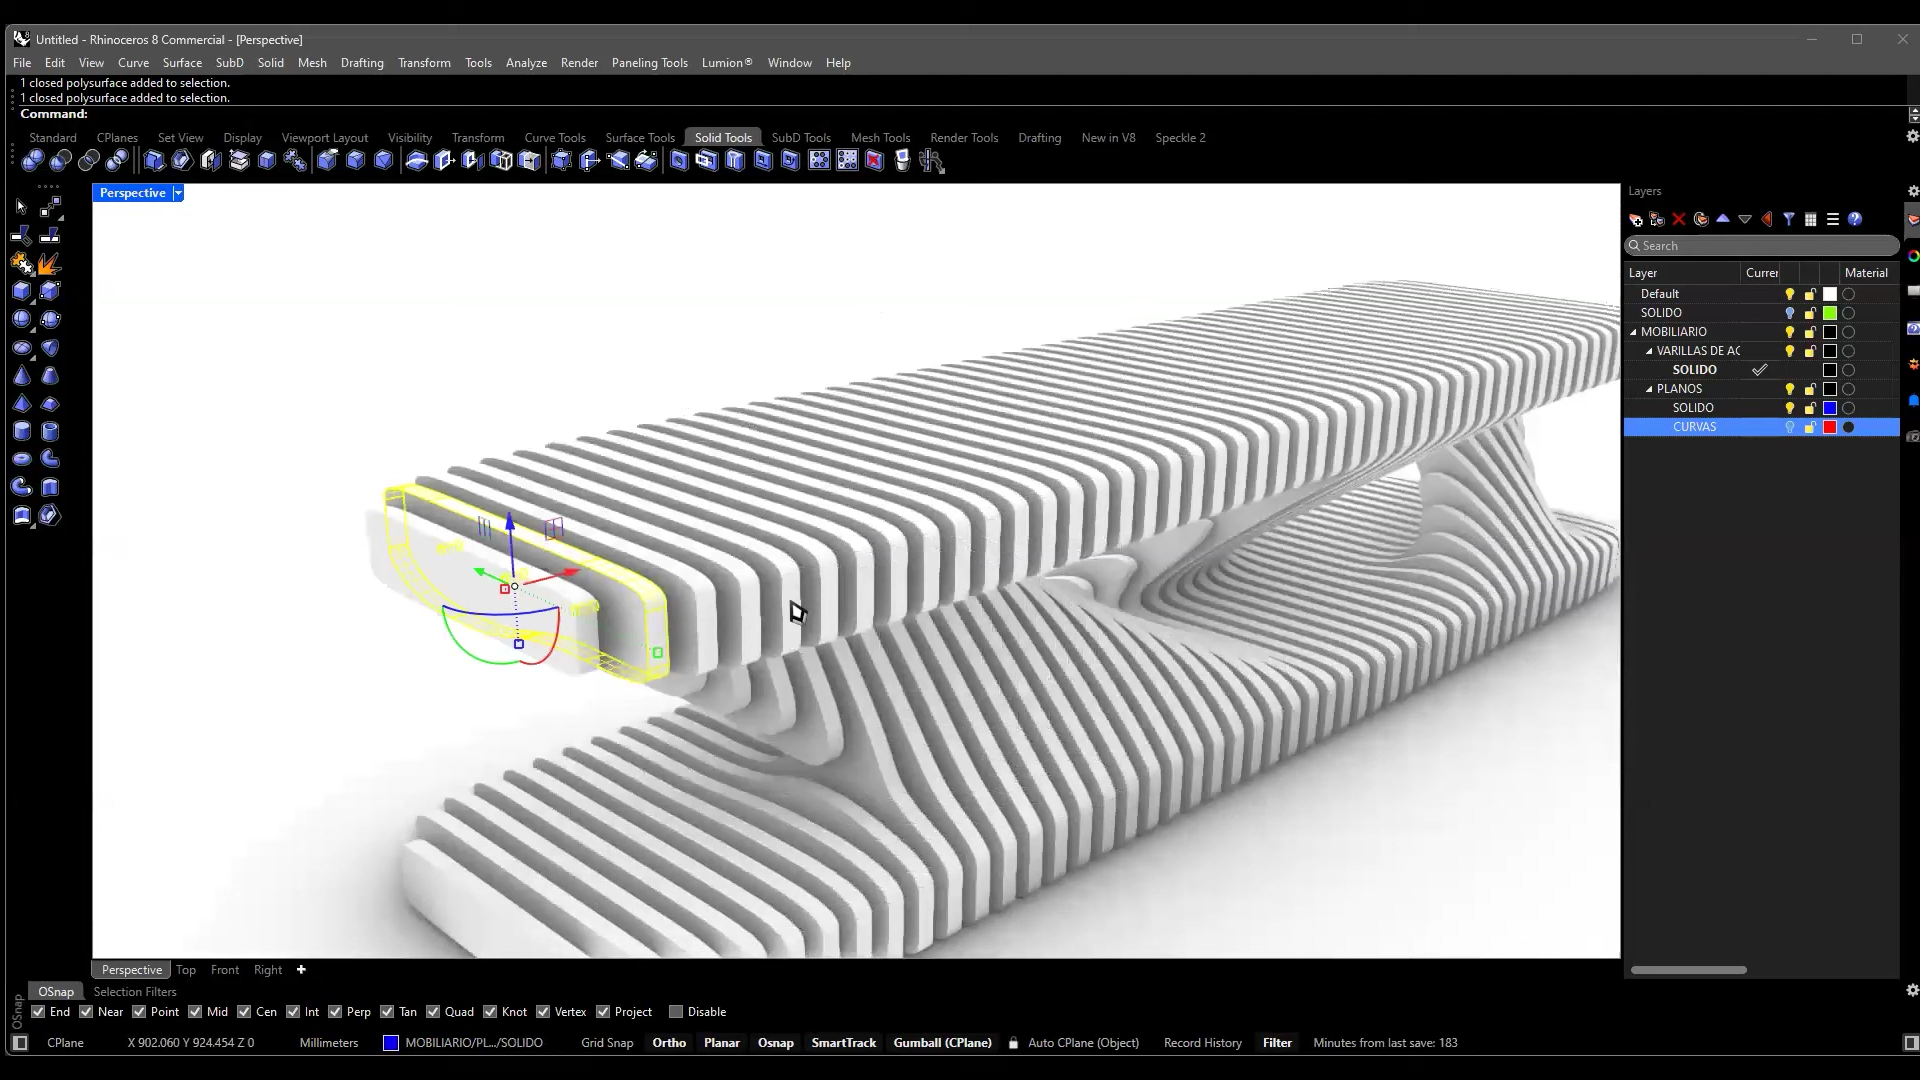 Untitled - Rhinoceros 8 Commercial - [Perspective]
File Edit View Curve Surface SubD Solid Mesh Drafting Transform Tools Analyze Render Paneling Tools Lumion® Window Help
1 closed polysurface added to selection.
1 closed polysurface added to selection.
Command:
Standard CPlanes Set View Display Viewport Layout Visibility Transform Curve Tools Surface Tools Solid Tools SubD Tools Mesh Tools Render Tools Drafting New in V8 Speckle 2
Perspective
Layers
Search
Layer Currer Material
Default
SOLIDO
MOBILIARIO
VARILLAS DE AC
SOLIDO
PLANOS
SOLIDO
CURVAS
Perspective Top Front Right
OSnap Selection Filters
OSnap
End Near Point Mid Cen Int Perp Tan Quad Knot Vertex Project Disable
CPlane X 902.060 Y 924.454 Z 0 Millimeters MOBILIARIO/PL.../SOLIDO Grid Snap Ortho Planar Osnap SmartTrack Gumball (CPlane) Auto CPlane (Object) Record History Filter Minutes from last save: 183